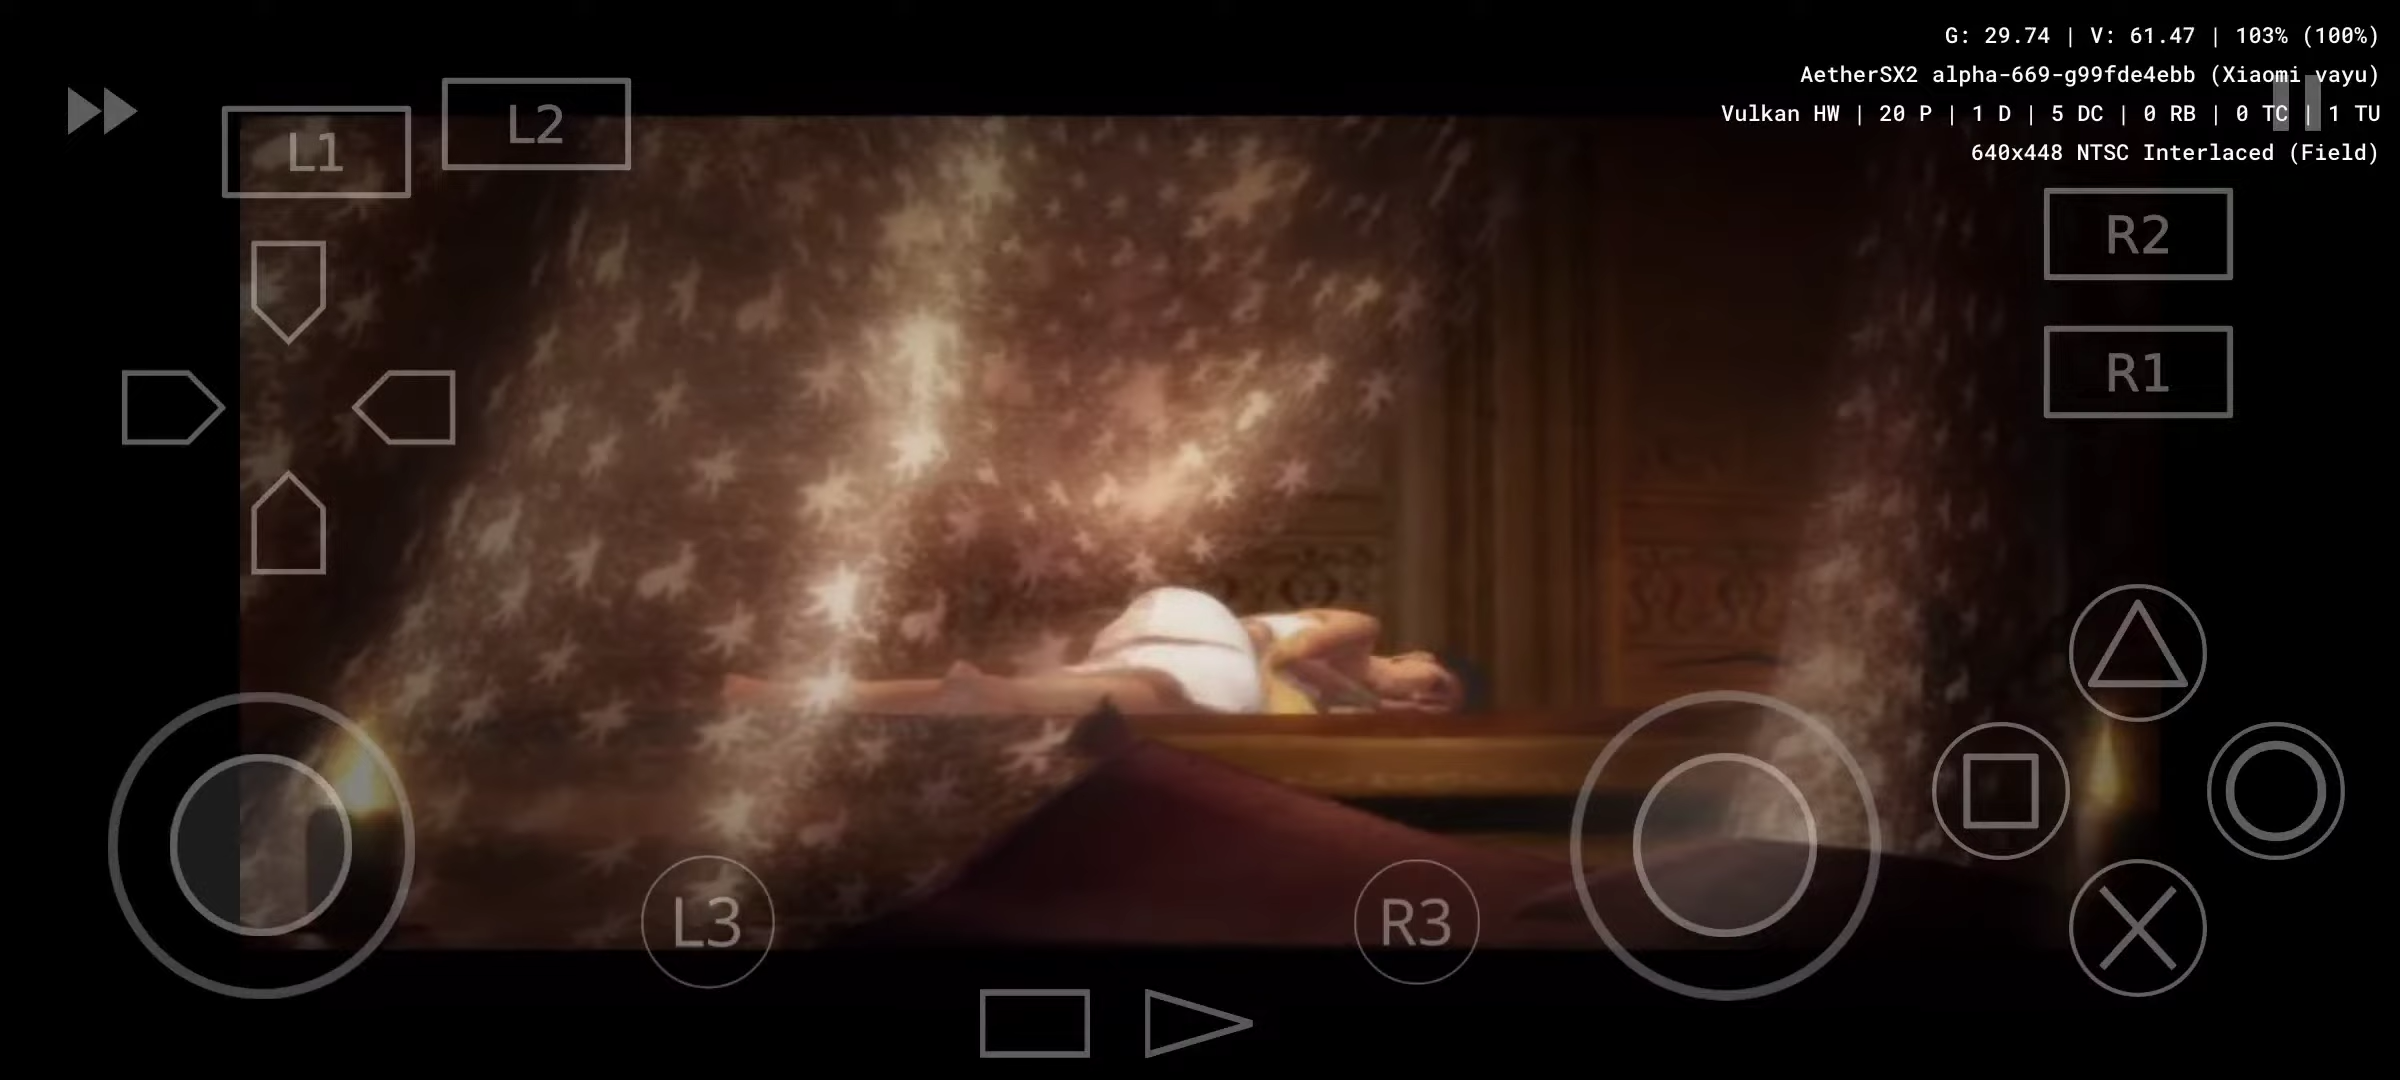 G: 29.74 | V: 61.47 | 103% (100%)
AetherSX2 alpha-669-g99fde4ebb (Xiaomi vayu)
Vulkan HW | 20 P | 1 D | 5 DC | 0 RB | 0 TC | 1 TU
640x448 NTSC Interlaced (Field)
L1
L2
R2
R1
L3
R3